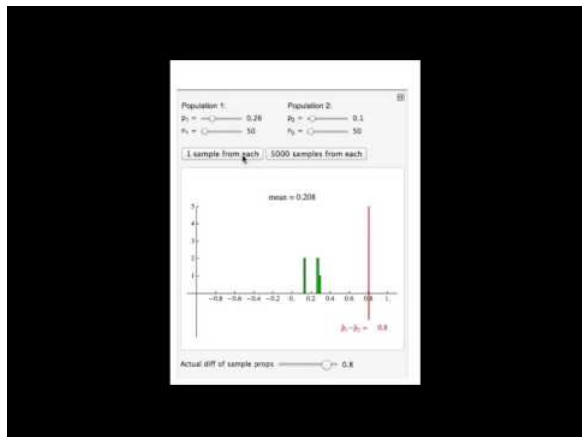 Population 1: Population 2:
p₁ = 0.28 p₂ = 0.1
n₁ = 50 n₂ = 50
1 sample from each 5000 samples from each
mean = 0.208
5
4
3
2
1
-0.8 -0.6 -0.4 -0.2 0. 0.2 0.4 0.6 0.8 1.
p̂₁-p̂₂ = 0.8
Actual diff of sample props 0.8